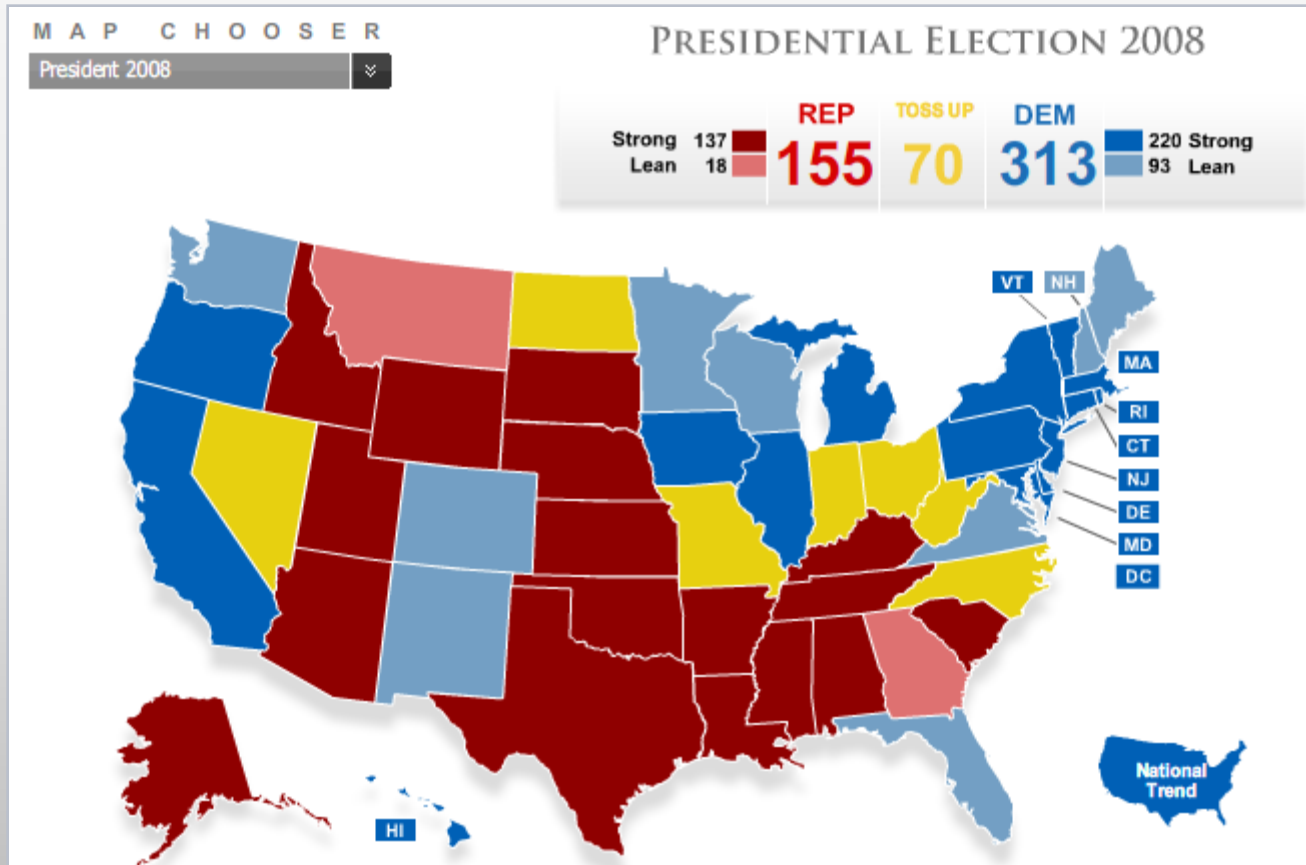 MAP CHOOSER
President 2008
PRESIDENTIAL ELECTION 2008
REP
TOSS UP
DEM
Strong 137
Lean 18
155
70
313
220 Strong
93 Lean
VT
NH
MA
RI
CT
NJ
DE
MD
DC
HI
National
Trend